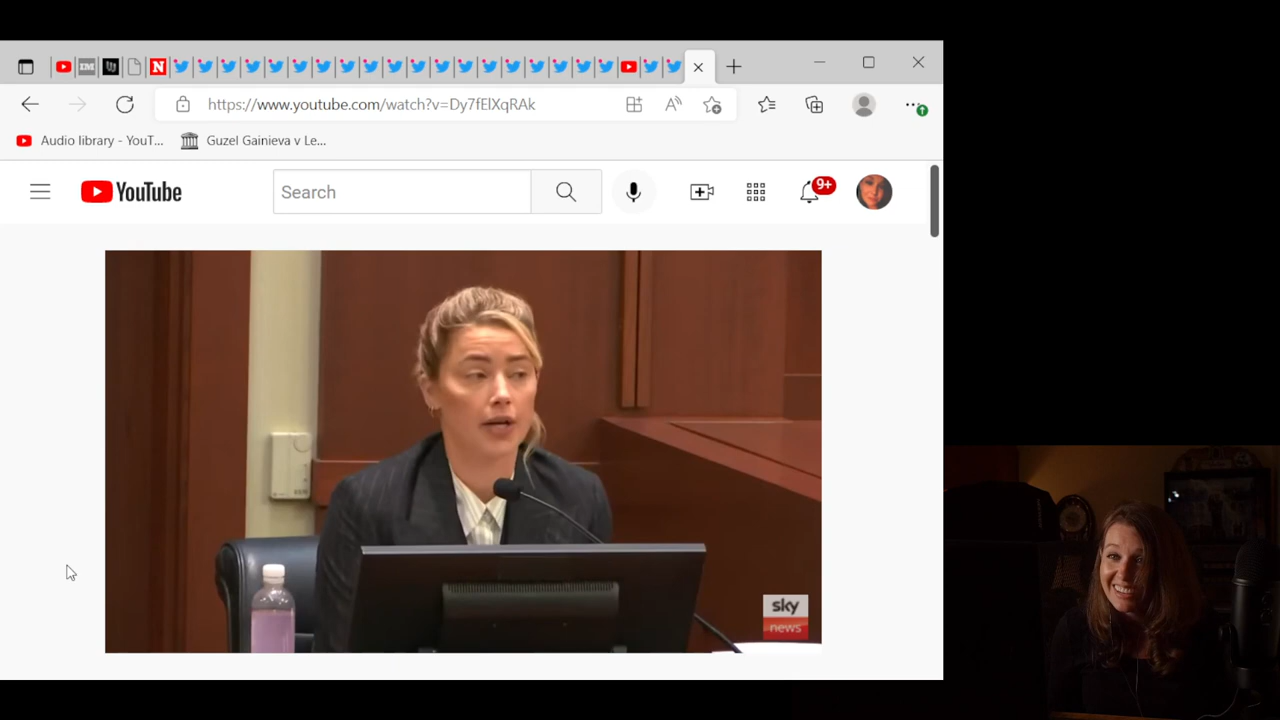 https://www.youtube.com/watch?v=Dy7fElXqRAk
Audio library - YouT... Guzel Gainieva v Le...
YouTube
Search
9+
sky
news